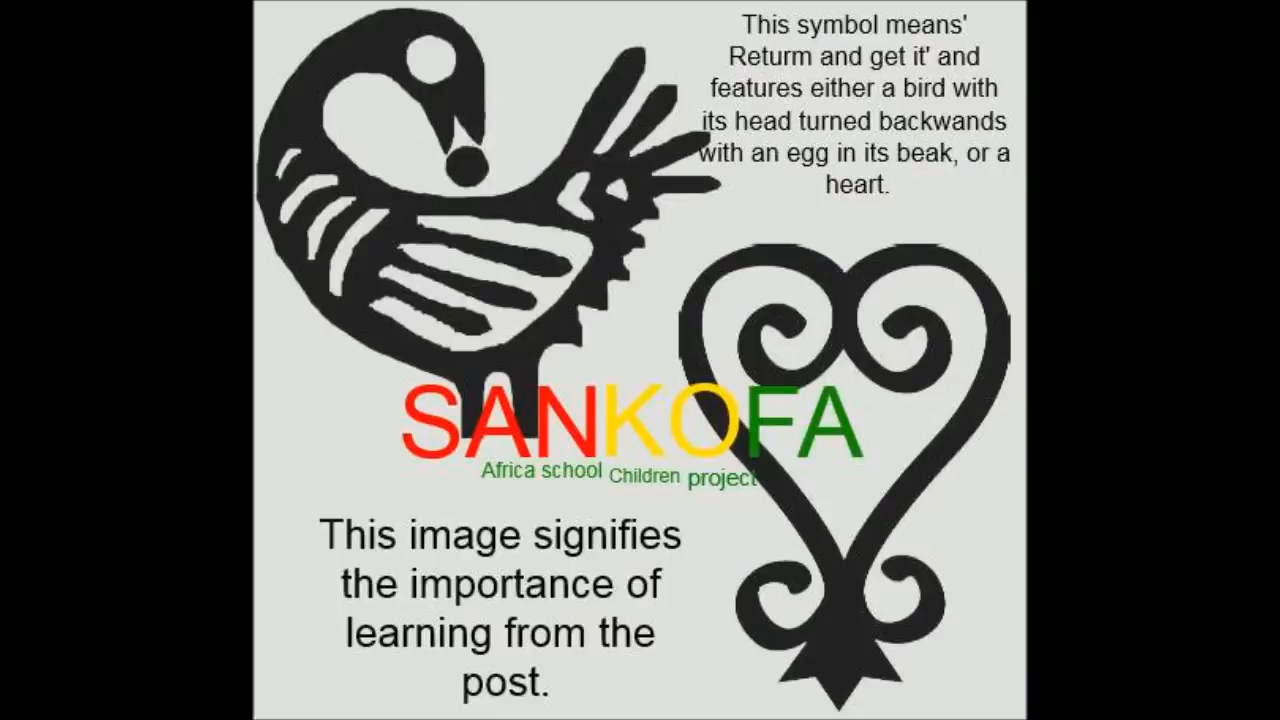 This symbol means'
Returm and get it' and
features either a bird with
its head turned backwands
with an egg in its beak, or a
heart.
SANKOFA
Africa school Children project
This image signifies
the importance of
learning from the
post.